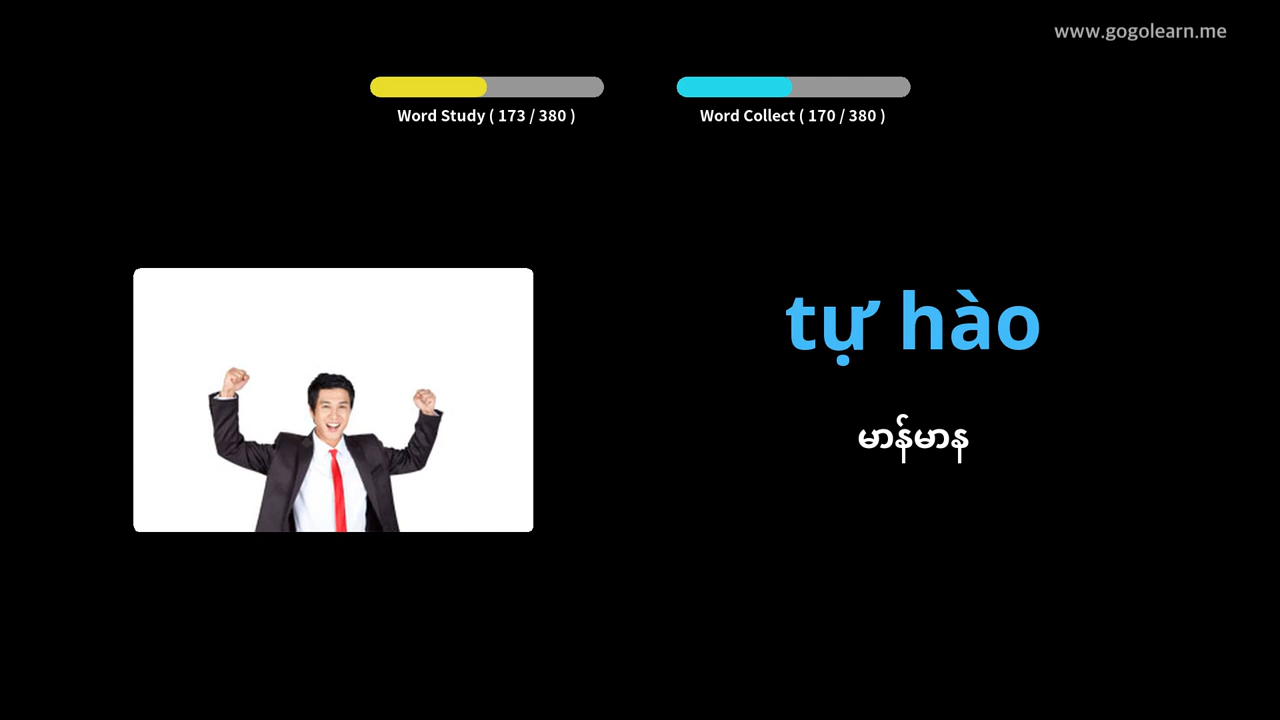 www.gogolearn.me
Word Study ( 173 / 380 )
Word Collect ( 170 / 380 )
tự hào
မာန်မာန